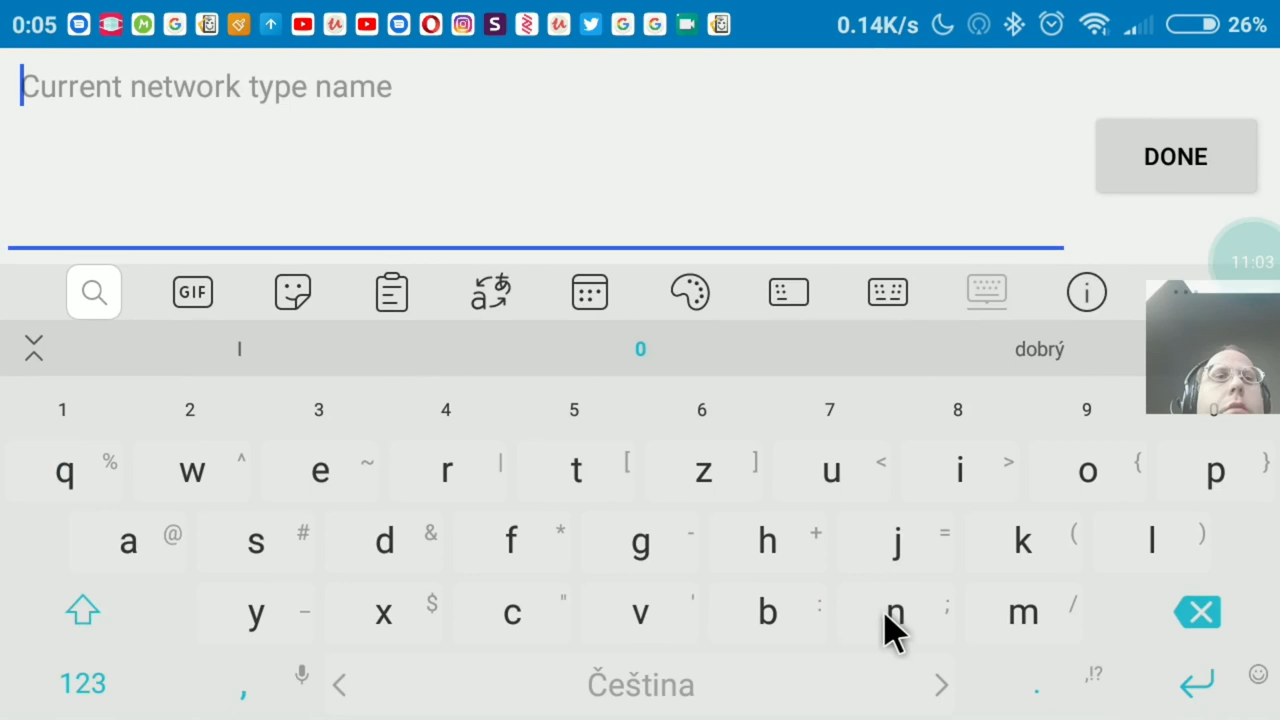 0:05 0.14K/s 26%
Current network type name
DONE
11:03
GIF
I 0 dobrý
1 2 3 4 5 6 7 8 9 0
q % w ^ e ~ r | t [ z ] u < i > o { p }
a @ s # d & f * g - h + j = k ( l )
y _ x $ c " v ' b : n ; m /
123 , < Čeština > . ,!?